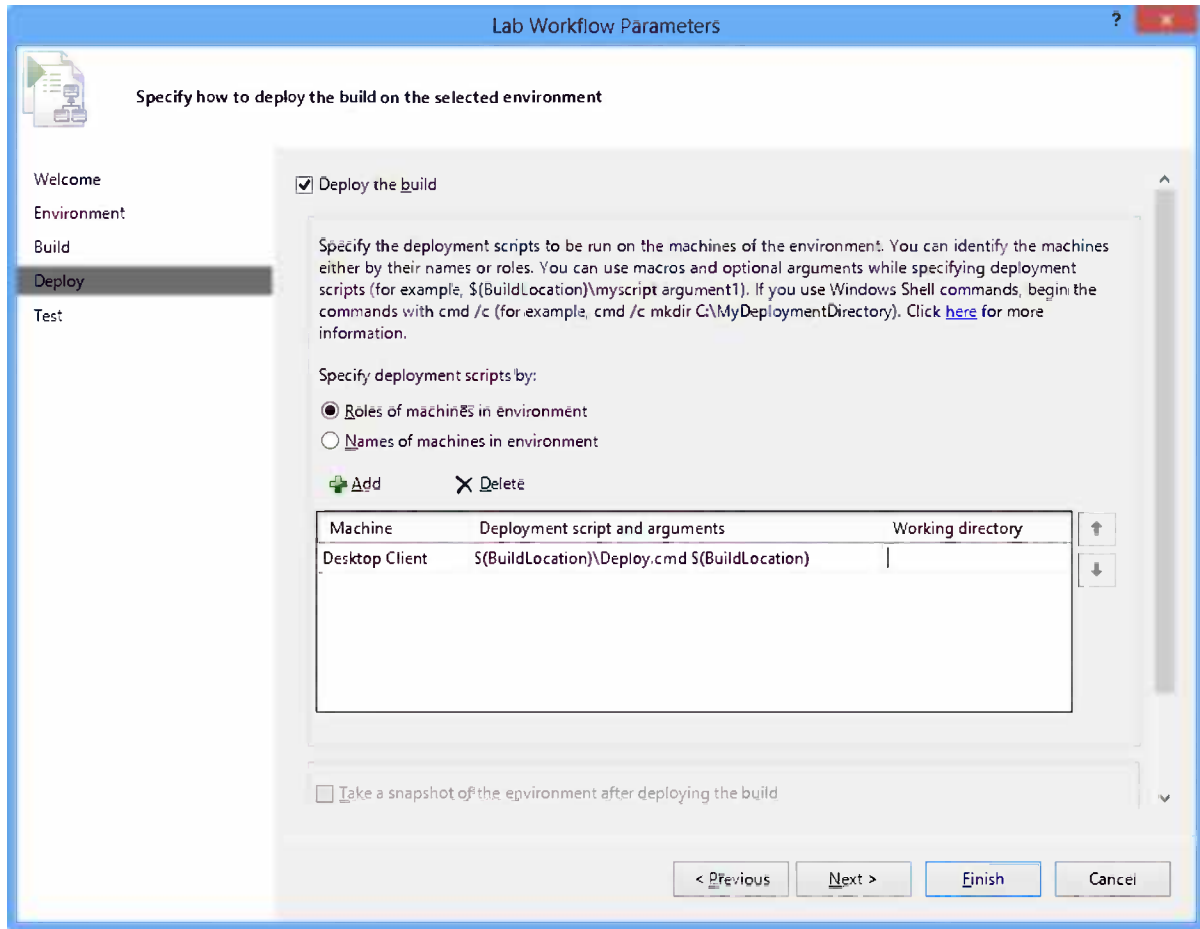 Lab Workflow Parameters
?
Specify how to deploy the build on the selected environment
Welcome
Environment
Build
Deploy
Test
Deploy the build
Specify the deployment scripts to be run on the machines of the environment. You can identify the machines
either by their names or roles. You can use macros and optional arguments while specifying deployment
scripts (for example, $(BuildLocation)\myscript argument1). If you use Windows Shell commands, begin the
commands with cmd /c (for example, cmd /c mkdir C:\MyDeploymentDirectory). Click here for more
information.
Specify deployment scripts by:
Roles of machines in environment
Names of machines in environment
Add Delete
Machine Deployment script and arguments Working directory
Desktop Client $(BuildLocation)\Deploy.cmd $(BuildLocation)
Take a snapshot of the environment after deploying the build
< Previous Next > Finish Cancel